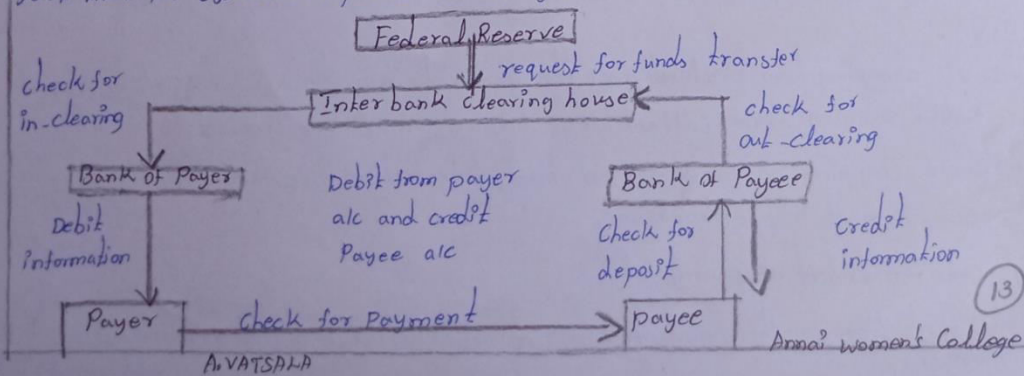 Federal Reserve
request for funds transfer
check for
in-clearing
Interbank clearing house
check for
out-clearing
Bank of Payer
Debit from payer
a/c and credit
Payee a/c
Bank of Payeee
Debit
information
Check for
deposit
Credit
information
13
Payer
Check for Payment
payee
Annai women's College
A.VATSALA